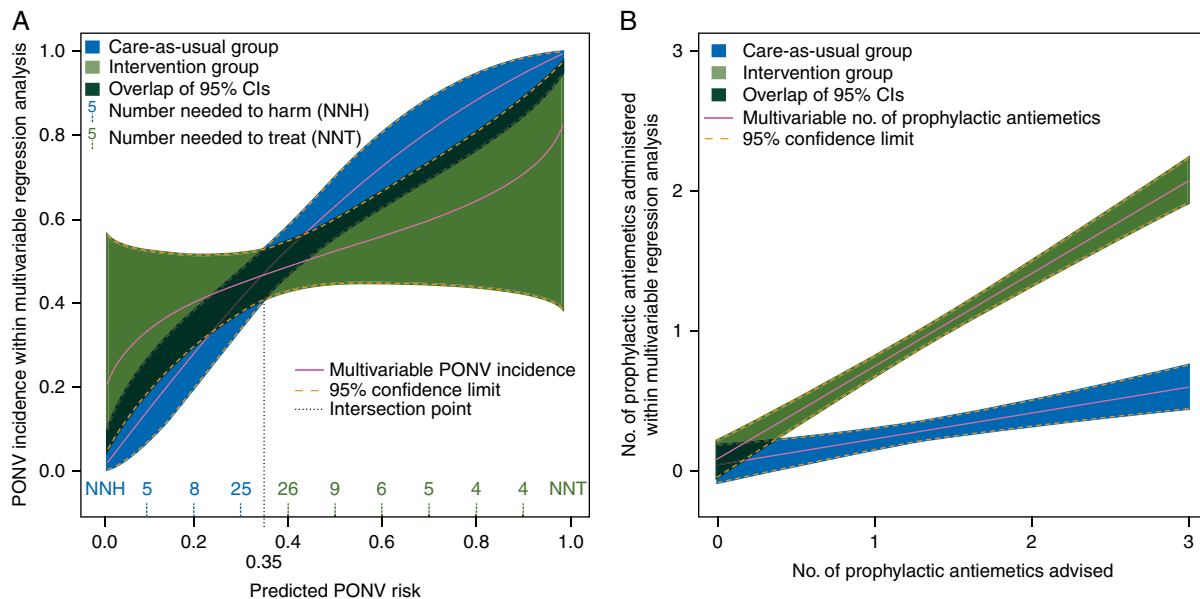 A
Care-as-usual group
Intervention group
Overlap of 95% CIs
5 Number needed to harm (NNH)
5 Number needed to treat (NNT)
PONV incidence within multivariable regression analysis
1.0
0.8
0.6
0.4
0.2
0.0
Multivariable PONV incidence
95% confidence limit
Intersection point
NNH 5 8 25 26 9 6 5 4 4 NNT
0.0 0.2 0.4 0.6 0.8 1.0
0.35
Predicted PONV risk
B
Care-as-usual group
Intervention group
Overlap of 95% CIs
Multivariable no. of prophylactic antiemetics
95% confidence limit
No. of prophylactic antiemetics administered
within multivariable regression analysis
3
2
1
0
0 1 2 3
No. of prophylactic antiemetics advised